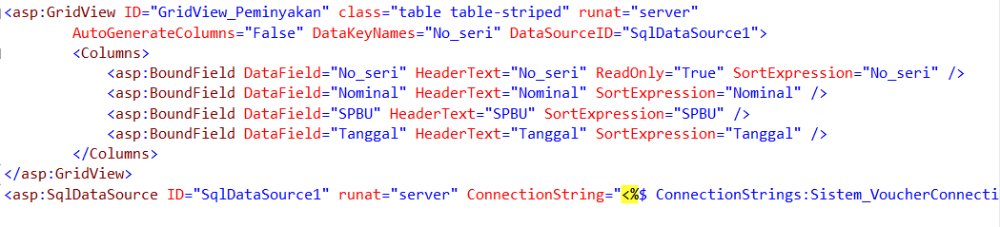 <asp:GridView ID="GridView_Peminyakan" class="table table-striped" runat="server"
AutoGenerateColumns="False" DataKeyNames="No_seri" DataSourceID="SqlDataSource1">
<Columns>
<asp:BoundField DataField="No_seri" HeaderText="No_seri" ReadOnly="True" SortExpression="No_seri" />
<asp:BoundField DataField="Nominal" HeaderText="Nominal" SortExpression="Nominal" />
<asp:BoundField DataField="SPBU" HeaderText="SPBU" SortExpression="SPBU" />
<asp:BoundField DataField="Tanggal" HeaderText="Tanggal" SortExpression="Tanggal" />
</Columns>
</asp:GridView>
<asp:SqlDataSource ID="SqlDataSource1" runat="server" ConnectionString="<%$ ConnectionStrings:Sistem_VoucherConnecti